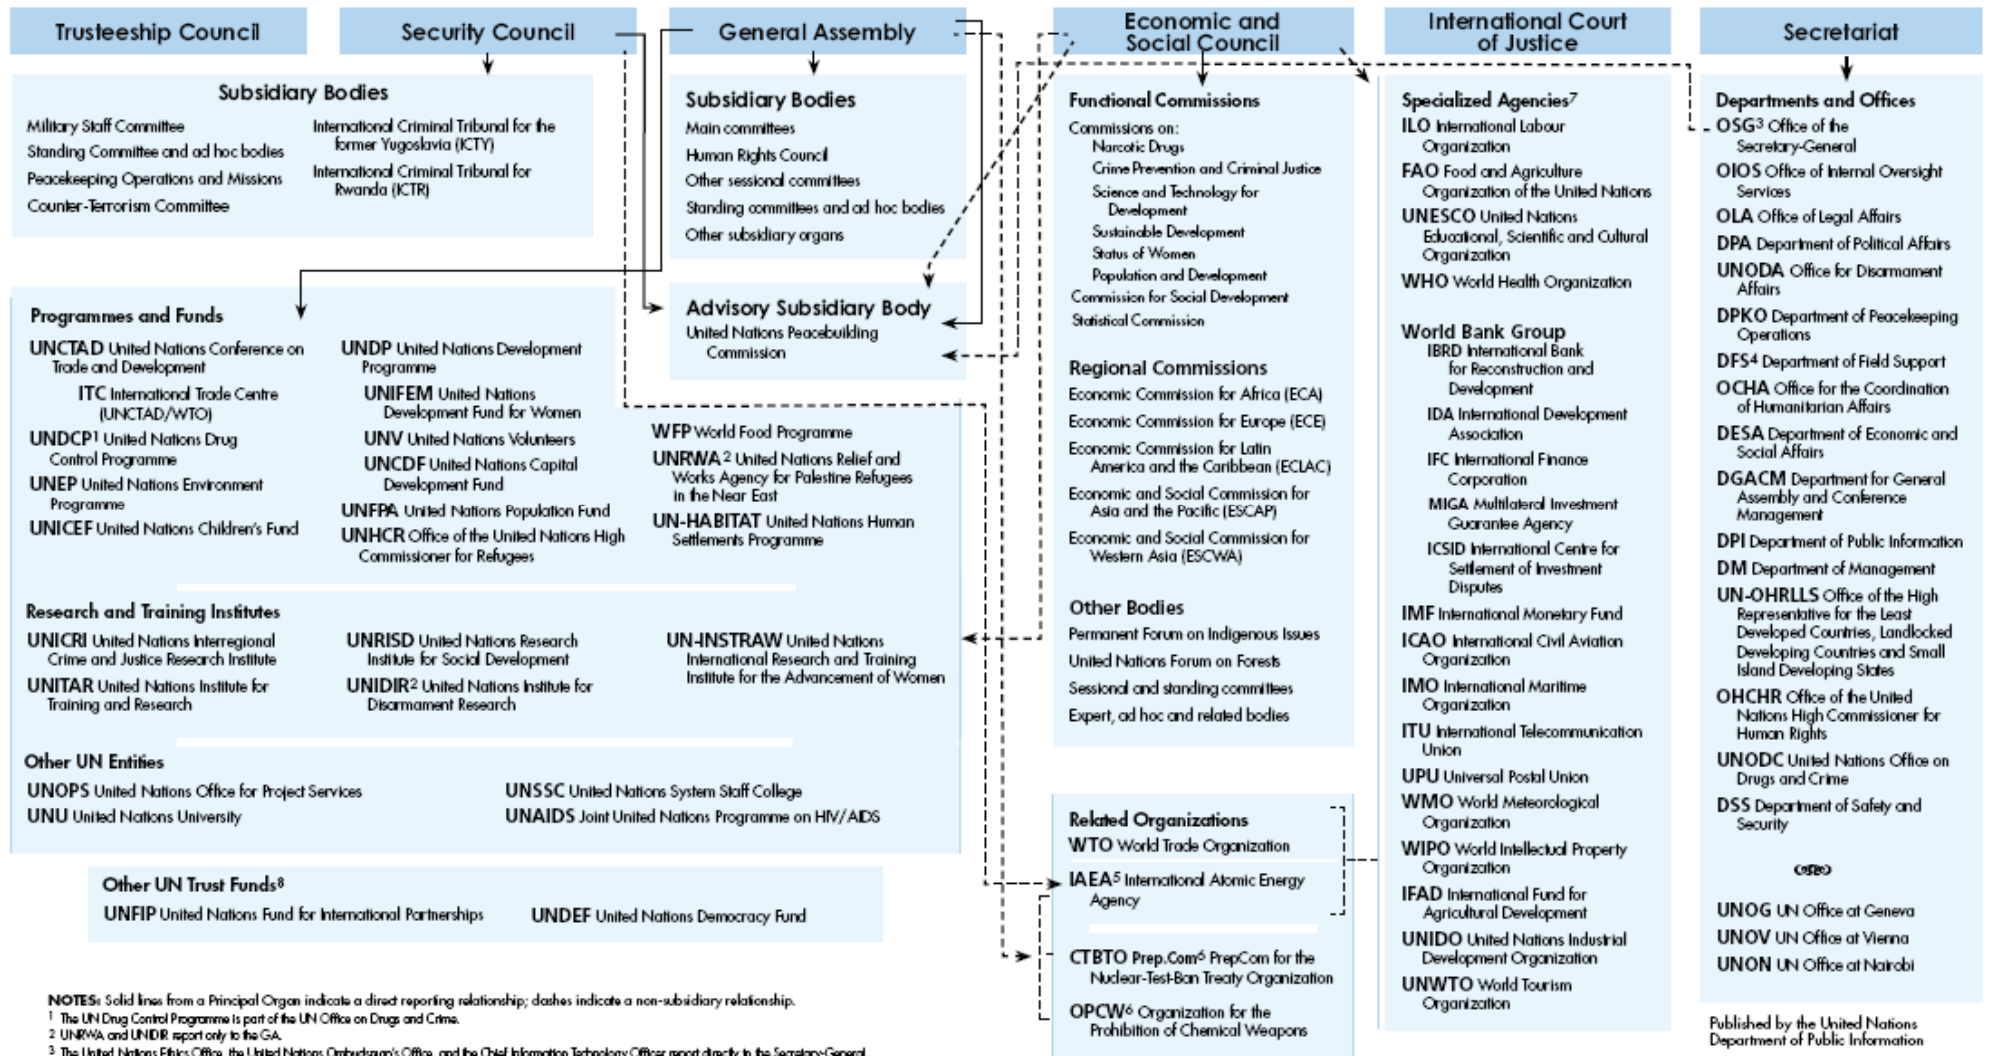 Trusteeship Council
Security Council
General Assembly
Economic and
Social Council
International Court
of Justice
Secretariat
Subsidiary Bodies
Military Staff Committee
Standing Committee and ad hoc bodies
Peacekeeping Operations and Missions
Counter-Terrorism Committee
International Criminal Tribunal for the
former Yugoslavia (ICTY)
International Criminal Tribunal for
Rwanda (ICTR)
Subsidiary Bodies
Main committees
Human Rights Council
Other sessional committees
Standing committees and ad hoc bodies
Other subsidiary organs
Advisory Subsidiary Body
United Nations Peacebuilding
Commission
Programmes and Funds
UNCTAD United Nations Conference on
Trade and Development
ITC International Trade Centre
(UNCTAD/WTO)
UNDCP1 United Nations Drug
Control Programme
UNEP United Nations Environment
Programme
UNICEF United Nations Children's Fund
UNDP United Nations Development
Programme
UNIFEM United Nations
Development Fund for Women
UNV United Nations Volunteers
UNCDF United Nations Capital
Development Fund
UNFPA United Nations Population Fund
UNHCR Office of the United Nations High
Commissioner for Refugees
WFP World Food Programme
UNRWA2 United Nations Relief and
Works Agency for Palestine Refugees
in the Near East
UN-HABITAT United Nations Human
Settlements Programme
Research and Training Institutes
UNICRI United Nations Interregional
Crime and Justice Research Institute
UNITAR United Nations Institute for
Training and Research
UNRISD United Nations Research
Institute for Social Development
UNIDIR2 United Nations Institute for
Disarmament Research
UN-INSTRAW United Nations
International Research and Training
Institute for the Advancement of Women
Other UN Entities
UNOPS United Nations Office for Project Services
UNU United Nations University
UNSSC United Nations System Staff College
UNAIDS Joint United Nations Programme on HIV/AIDS
Other UN Trust Funds8
UNFIP United Nations Fund for International Partnerships
UNDEF United Nations Democracy Fund
Functional Commissions
Commissions on:
Narcotic Drugs
Crime Prevention and Criminal Justice
Science and Technology for
Development
Sustainable Development
Status of Women
Population and Development
Commission for Social Development
Statistical Commission
Regional Commissions
Economic Commission for Africa (ECA)
Economic Commission for Europe (ECE)
Economic Commission for Latin
America and the Caribbean (ECLAC)
Economic and Social Commission for
Asia and the Pacific (ESCAP)
Economic and Social Commission for
Western Asia (ESCWA)
Other Bodies
Permanent Forum on Indigenous Issues
United Nations Forum on Forests
Sessional and standing committees
Expert, ad hoc and related bodies
Related Organizations
WTO World Trade Organization
IAEA5 International Atomic Energy
Agency
CTBTO Prep.Com6 PrepCom for the
Nuclear-Test-Ban Treaty Organization
OPCW6 Organization for the
Prohibition of Chemical Weapons
Specialized Agencies7
ILO International Labour
Organization
FAO Food and Agriculture
Organization of the United Nations
UNESCO United Nations
Educational, Scientific and Cultural
Organization
WHO World Health Organization
World Bank Group
IBRD International Bank
for Reconstruction and
Development
IDA International Development
Association
IFC International Finance
Corporation
MIGA Multilateral Investment
Guarantee Agency
ICSID International Centre for
Settlement of Investment
Disputes
IMF International Monetary Fund
ICAO International Civil Aviation
Organization
IMO International Maritime
Organization
ITU International Telecommunication
Union
UPU Universal Postal Union
WMO World Meteorological
Organization
WIPO World Intellectual Property
Organization
IFAD International Fund for
Agricultural Development
UNIDO United Nations Industrial
Development Organization
UNWTO World Tourism
Organization
Departments and Offices
OSG3 Office of the
Secretary-General
OIOS Office of Internal Oversight
Services
OLA Office of Legal Affairs
DPA Department of Political Affairs
UNODA Office for Disarmament
Affairs
DPKO Department of Peacekeeping
Operations
DFS4 Department of Field Support
OCHA Office for the Coordination
of Humanitarian Affairs
DESA Department of Economic and
Social Affairs
DGACM Department for General
Assembly and Conference
Management
DPI Department of Public Information
DM Department of Management
UN-OHRLLS Office of the High
Representative for the Least
Developed Countries, Landlocked
Developing Countries and Small
Island Developing States
OHCHR Office of the United
Nations High Commissioner for
Human Rights
UNODC United Nations Office on
Drugs and Crime
DSS Department of Safety and
Security
UNOG UN Office at Geneva
UNOV UN Office at Vienna
UNON UN Office at Nairobi
Published by the United Nations
Department of Public Information
NOTES: Solid lines from a Principal Organ indicate a direct reporting relationship; dashes indicate a non-subsidiary relationship.
1 The UN Drug Control Programme is part of the UN Office on Drugs and Crime.
2 UNRWA and UNIDIR report only to the GA.
3 The United Nations Ethics Office, the United Nations Ombudsman's Office, and the Chief Information Technology Officer report directly to the Secretary-General